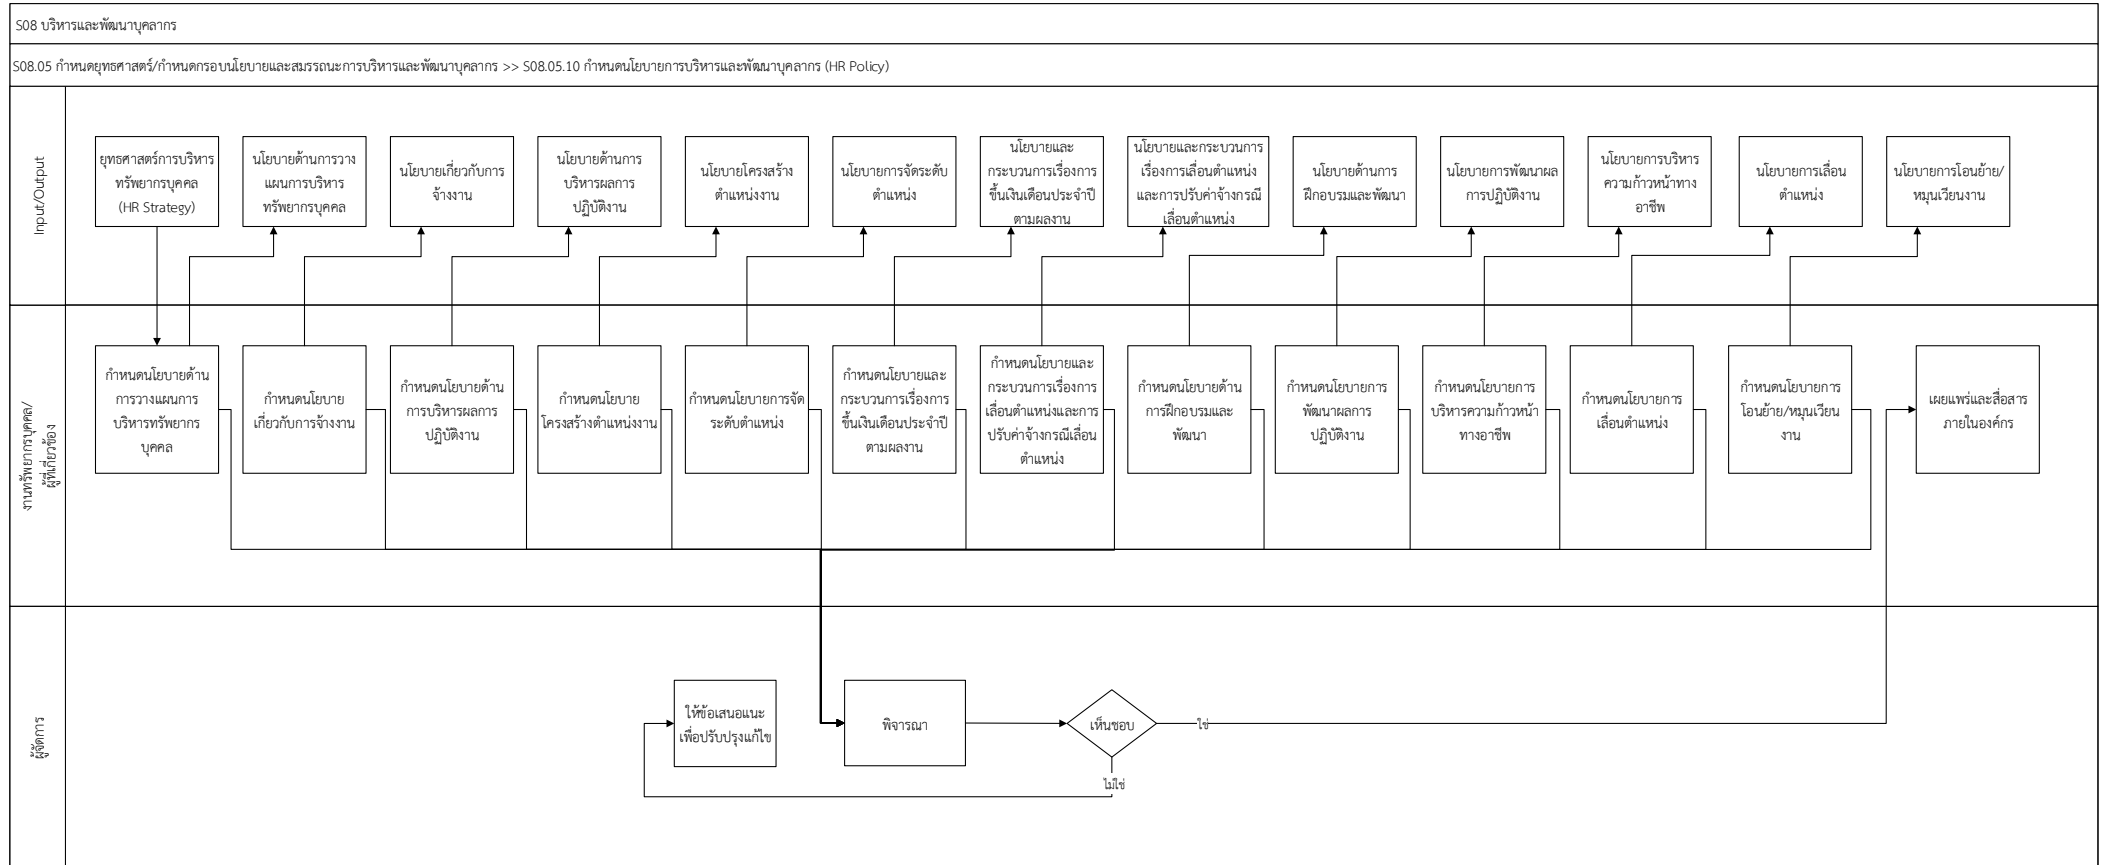 S08 บริหารและพัฒนาบุคลากร
S08.05 กำหนดยุทธศาสตร์/กำหนดกรอบนโยบายและสมรรถนะการบริหารและพัฒนาบุคลากร >> S08.05.10 กำหนดนโยบายการบริหารและพัฒนาบุคลากร (HR Policy)
Input/Output
ยุทธศาสตร์การบริหาร
ทรัพยากรบุคคล
(HR Strategy)
นโยบายด้านการวาง
แผนการบริหาร
ทรัพยากรบุคคล
นโยบายเกี่ยวกับการ
จ้างงาน
นโยบายด้านการ
บริหารผลการ
ปฏิบัติงาน
นโยบายโครงสร้าง
ตำแหน่งงาน
นโยบายการจัดระดับ
ตำแหน่ง
นโยบายและ
กระบวนการเรื่องการ
ขึ้นเงินเดือนประจำปี
ตามผลงาน
นโยบายและกระบวนการ
เรื่องการเลื่อนตำแหน่ง
และการปรับค่าจ้างกรณี
เลื่อนตำแหน่ง
นโยบายด้านการ
ฝึกอบรมและพัฒนา
นโยบายการพัฒนาผล
การปฏิบัติงาน
นโยบายการบริหาร
ความก้าวหน้าทาง
อาชีพ
นโยบายการเลื่อน
ตำแหน่ง
นโยบายการโอนย้าย/
หมุนเวียนงาน
งานทรัพยากรบุคคล/
ผู้ที่เกี่ยวข้อง
กำหนดนโยบายด้าน
การวางแผนการ
บริหารทรัพยากร
บุคคล
กำหนดนโยบาย
เกี่ยวกับการจ้างงาน
กำหนดนโยบายด้าน
การบริหารผลการ
ปฏิบัติงาน
กำหนดนโยบาย
โครงสร้างตำแหน่งงาน
กำหนดนโยบายการจัด
ระดับตำแหน่ง
กำหนดนโยบายและ
กระบวนการเรื่องการ
ขึ้นเงินเดือนประจำปี
ตามผลงาน
กำหนดนโยบายและ
กระบวนการเรื่องการ
เลื่อนตำแหน่งและการ
ปรับค่าจ้างกรณีเลื่อน
ตำแหน่ง
กำหนดนโยบายด้าน
การฝึกอบรมและ
พัฒนา
กำหนดนโยบายการ
พัฒนาผลการ
ปฏิบัติงาน
กำหนดนโยบายการ
บริหารความก้าวหน้า
ทางอาชีพ
กำหนดนโยบายการ
เลื่อนตำแหน่ง
กำหนดนโยบายการ
โอนย้าย/หมุนเวียน
งาน
เผยแพร่และสื่อสาร
ภายในองค์กร
ผู้จัดการ
ให้ข้อเสนอแนะ
เพื่อปรับปรุงแก้ไข
พิจารณา
เห็นชอบ
ใช่
ไม่ใช่